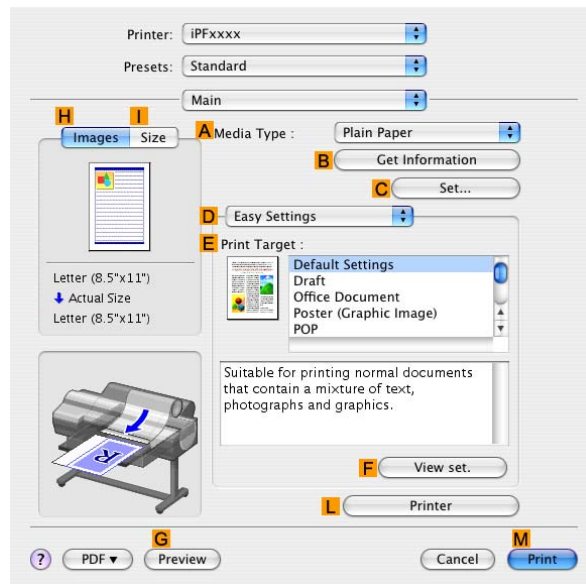 Printer: iPFxxxx
Presets: Standard
Main
H I
Images Size
A Media Type : Plain Paper
B Get Information
C Set...
D Easy Settings
E Print Target :
Default Settings
Draft
Office Document
Poster (Graphic Image)
POP
Letter (8.5"x11")
Actual Size
Letter (8.5"x11")
Suitable for printing normal documents
that contain a mixture of text,
photographs and graphics.
R
F View set.
L Printer
G M
? PDF▼ Preview Cancel Print